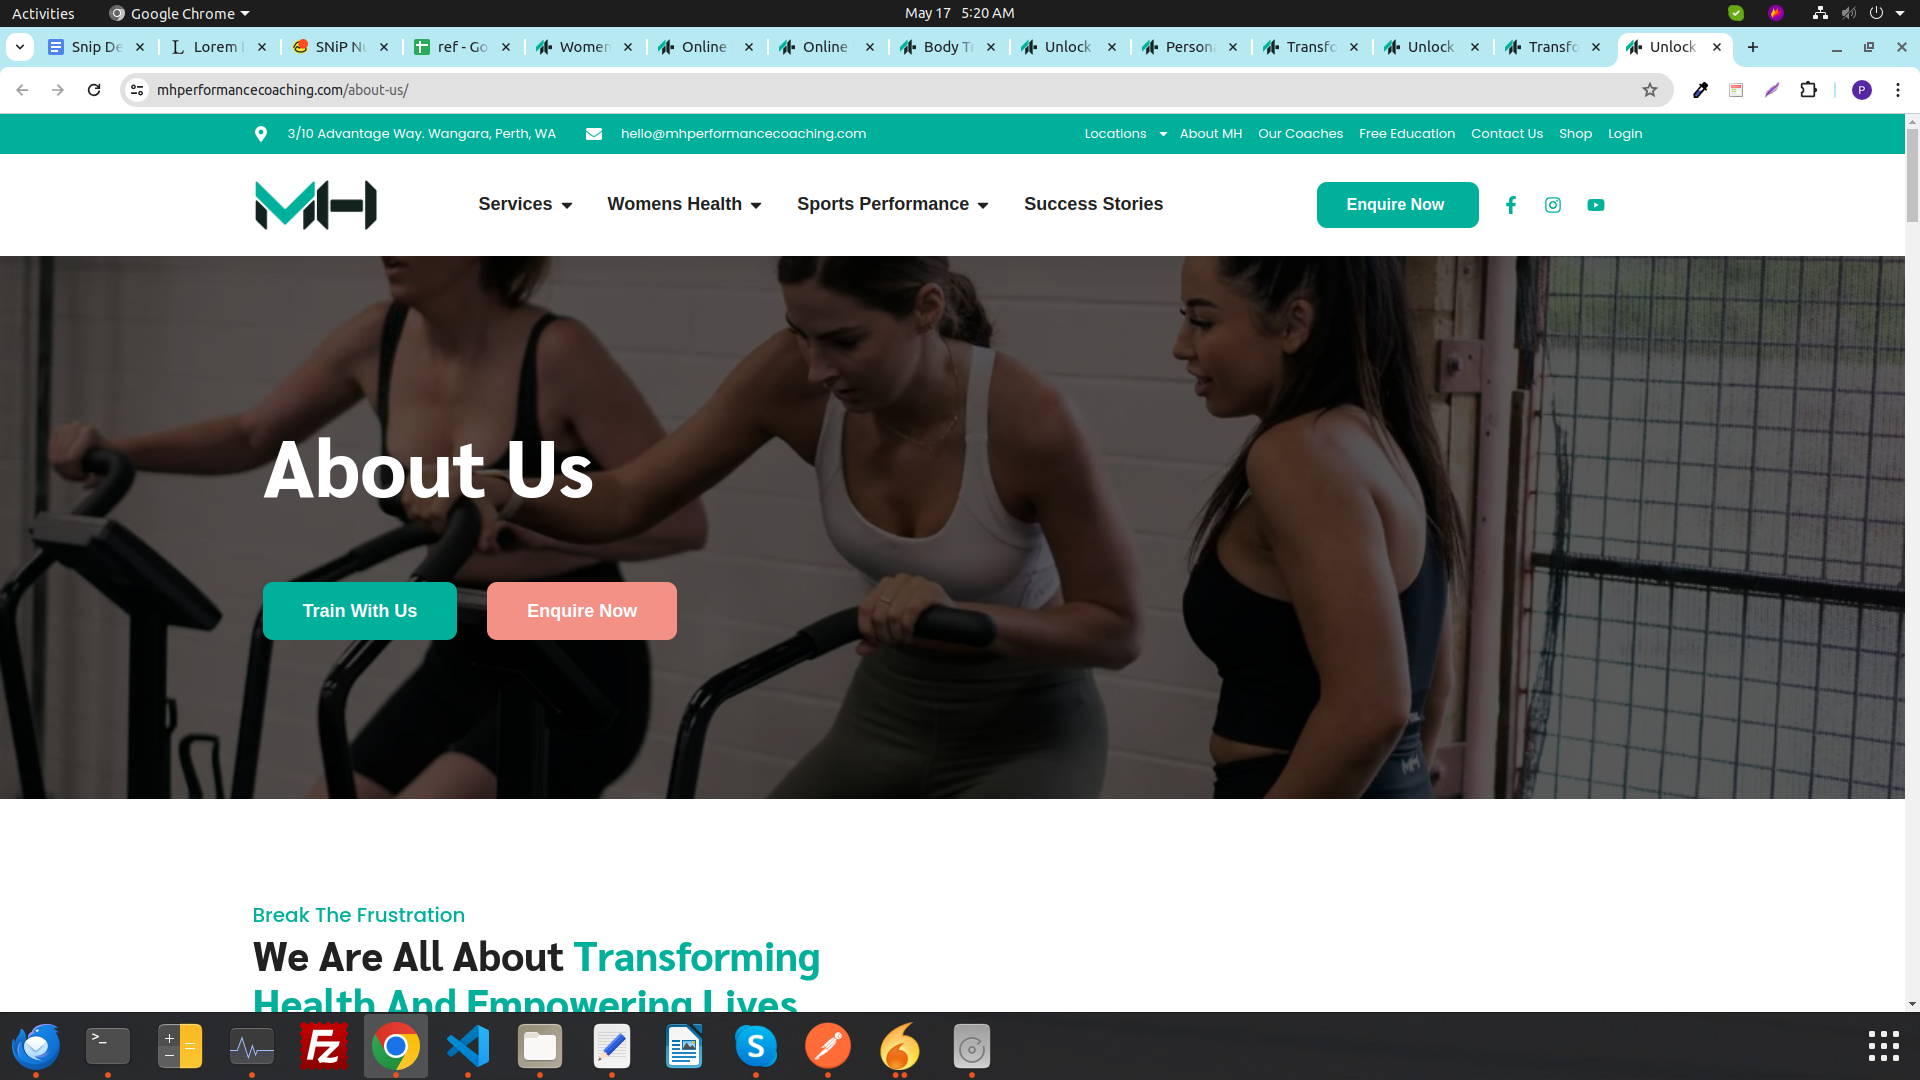 Activities Google Chrome May 17 5:20 AM
Snip De Lorem SNiP Nu ref - Go Women Online Online Body Tr Unlock Persona Transfo Unlock Transfo Unlock
mhperformancecoaching.com/about-us/ P
3/10 Advantage Way. Wangara, Perth, WA hello@mhperformancecoaching.com Locations About MH Our Coaches Free Education Contact Us Shop Login
MH Services Womens Health Sports Performance Success Stories Enquire Now
About Us
Train With Us Enquire Now
MH
Break The Frustration
We Are All About Transforming
Health And Empowering Lives